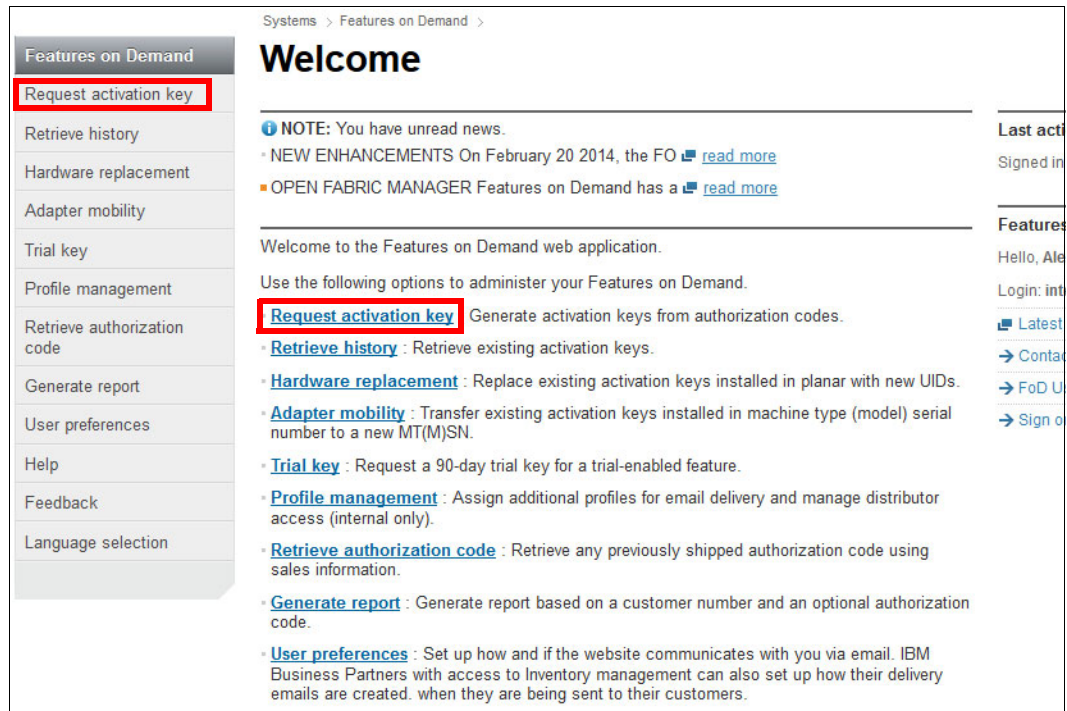 Systems > Features on Demand >
Features on Demand
Request activation key
Retrieve history
Hardware replacement
Adapter mobility
Trial key
Profile management
Retrieve authorization
code
Generate report
User preferences
Help
Feedback
Language selection
Welcome
NOTE: You have unread news.
NEW ENHANCEMENTS On February 20 2014, the FO read more
OPEN FABRIC MANAGER Features on Demand has a read more
Welcome to the Features on Demand web application.
Use the following options to administer your Features on Demand.
Request activation key Generate activation keys from authorization codes.
Retrieve history : Retrieve existing activation keys.
Hardware replacement : Replace existing activation keys installed in planar with new UIDs.
Adapter mobility : Transfer existing activation keys installed in machine type (model) serial
number to a new MT(M)SN.
Trial key : Request a 90-day trial key for a trial-enabled feature.
Profile management : Assign additional profiles for email delivery and manage distributor
access (internal only).
Retrieve authorization code : Retrieve any previously shipped authorization code using
sales information.
Generate report : Generate report based on a customer number and an optional authorization
code.
User preferences : Set up how and if the website communicates with you via email. IBM
Business Partners with access to Inventory management can also set up how their delivery
emails are created. when they are being sent to their customers.
Last acti
Signed in
Features
Hello, Ale
Login: int
Latest
Contac
FoD U
Sign o